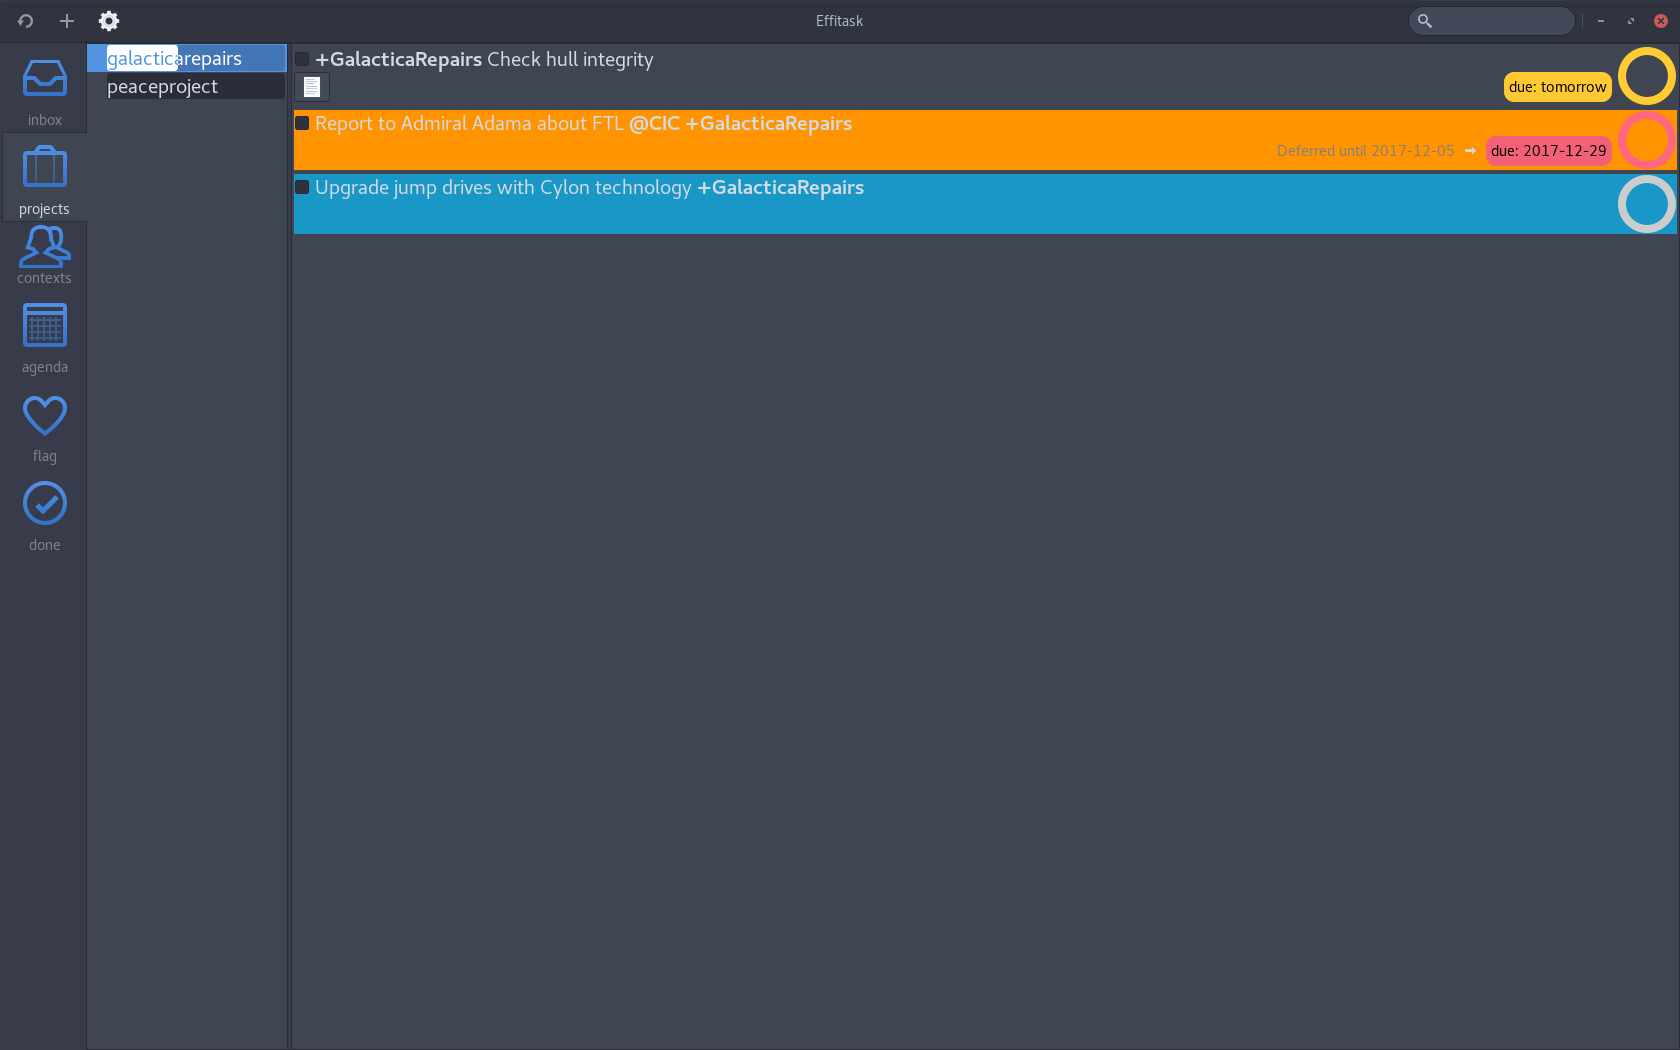 Effitask
inbox
projects
contexts
agenda
flag
done
galacticarepairs
peaceproject
+GalacticaRepairs Check hull integrity
due: tomorrow
Report to Admiral Adama about FTL @CIC +GalacticaRepairs
Deferred until 2017-12-05 → due: 2017-12-29
Upgrade jump drives with Cylon technology +GalacticaRepairs